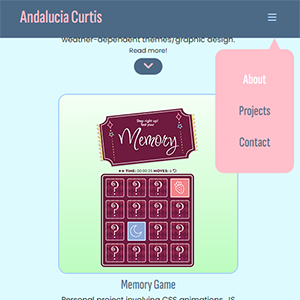 Andalucia Curtis
weather-dependent themes/graphic design.
Read more!
About
Projects
Contact
Step right up!
Test your
Memory
TIME: 00:00:25 MOVES: 6
? ? ?
? ? ? ?
? ? ?
? ? ? ?
Memory Game
Personal project involving CSS animations, JS